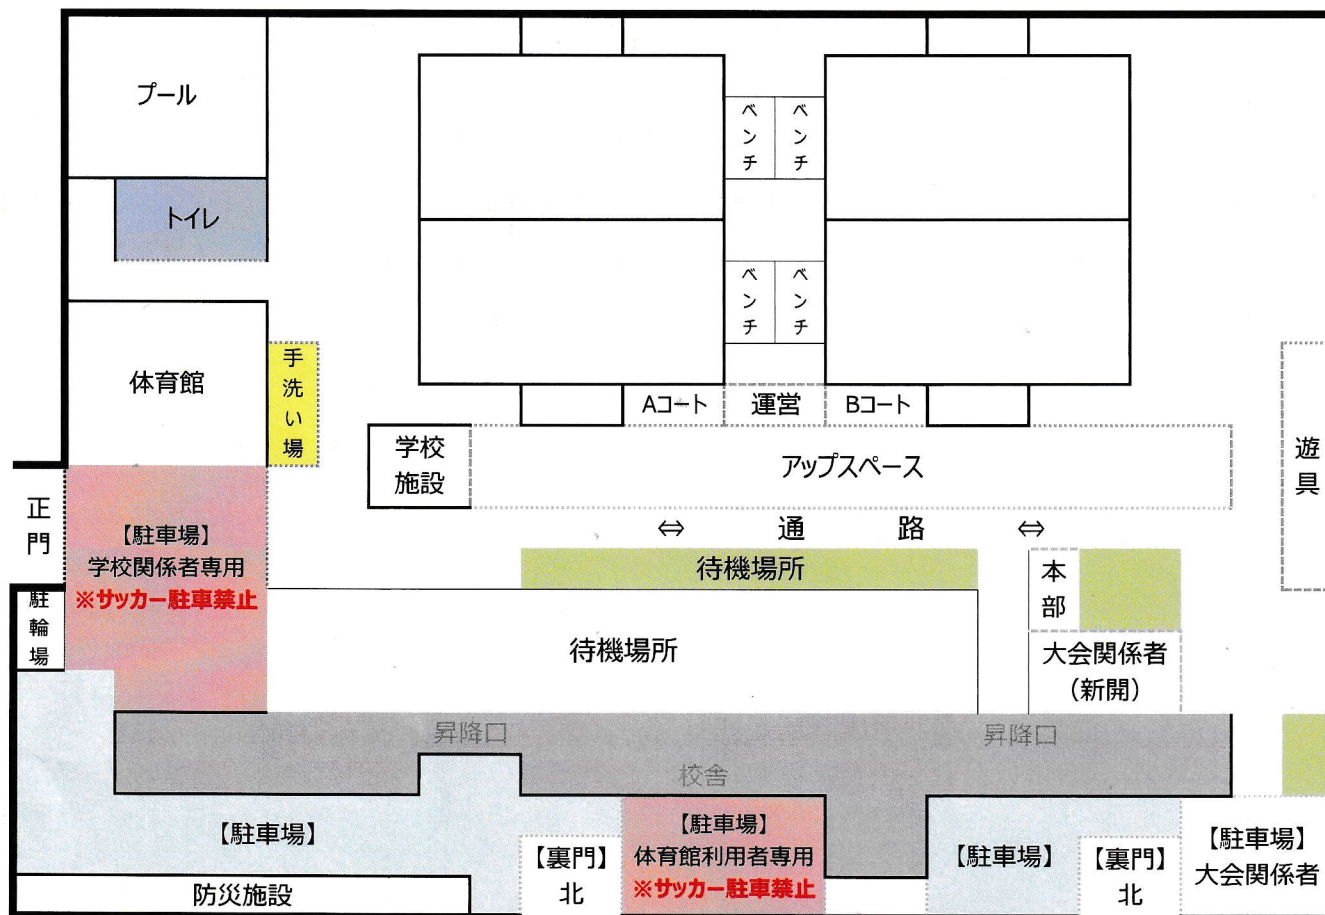 プール
トイレ
ベンチ
ベンチ
ベンチ
ベンチ
体育館
手洗い場
Aコート
運営
Bコート
学校
施設
アップスペース
遊具
正門
【駐車場】
学校関係者専用
※サッカー駐車禁止
⇔ 通路 ⇔
待機場所
本部
駐輪場
待機場所
大会関係者
(新開)
昇降口
昇降口
校舎
【駐車場】
【裏門】
北
【駐車場】
体育館利用者専用
※サッカー駐車禁止
【駐車場】
【裏門】
北
【駐車場】
大会関係者
防災施設